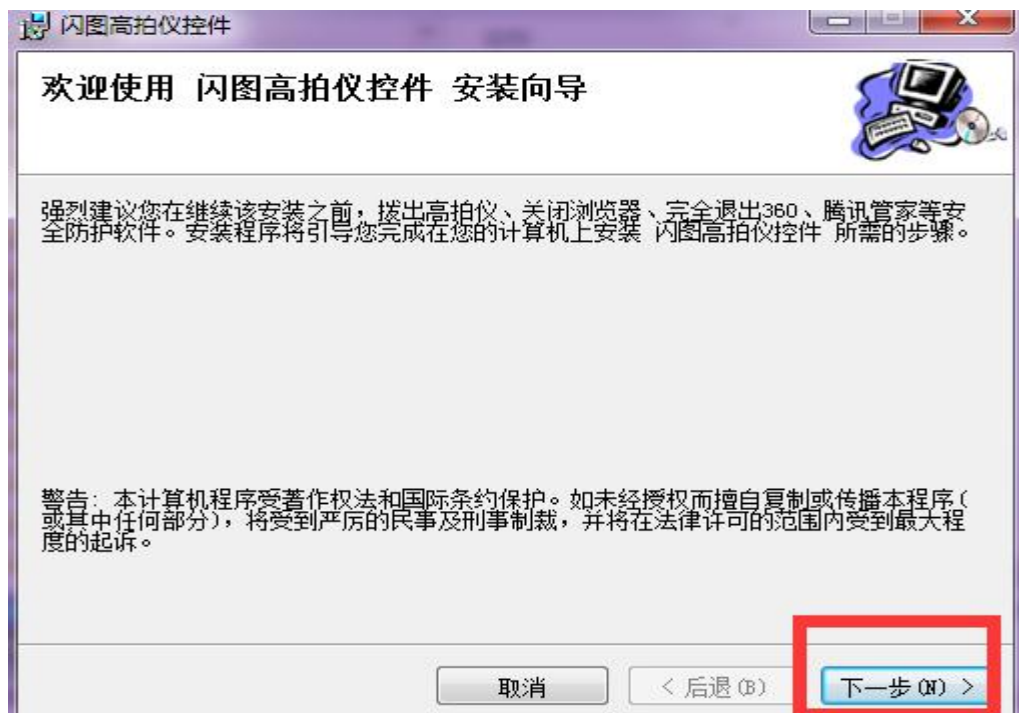 闪图高拍仪控件
欢迎使用 闪图高拍仪控件 安装向导
强烈建议您在继续该安装之前，拨出高拍仪、关闭浏览器、完全退出360、腾讯管家等安
全防护软件。安装程序将引导您完成在您的计算机上安装 闪图高拍仪控件 所需的步骤。
警告: 本计算机程序受著作权法和国际条约保护。如未经授权而擅自复制或传播本程序(
或其中任何部分)，将受到严厉的民事及刑事制裁，并将在法律许可的范围内受到最大程
度的起诉。
取消 < 后退(B) 下一步(N) >